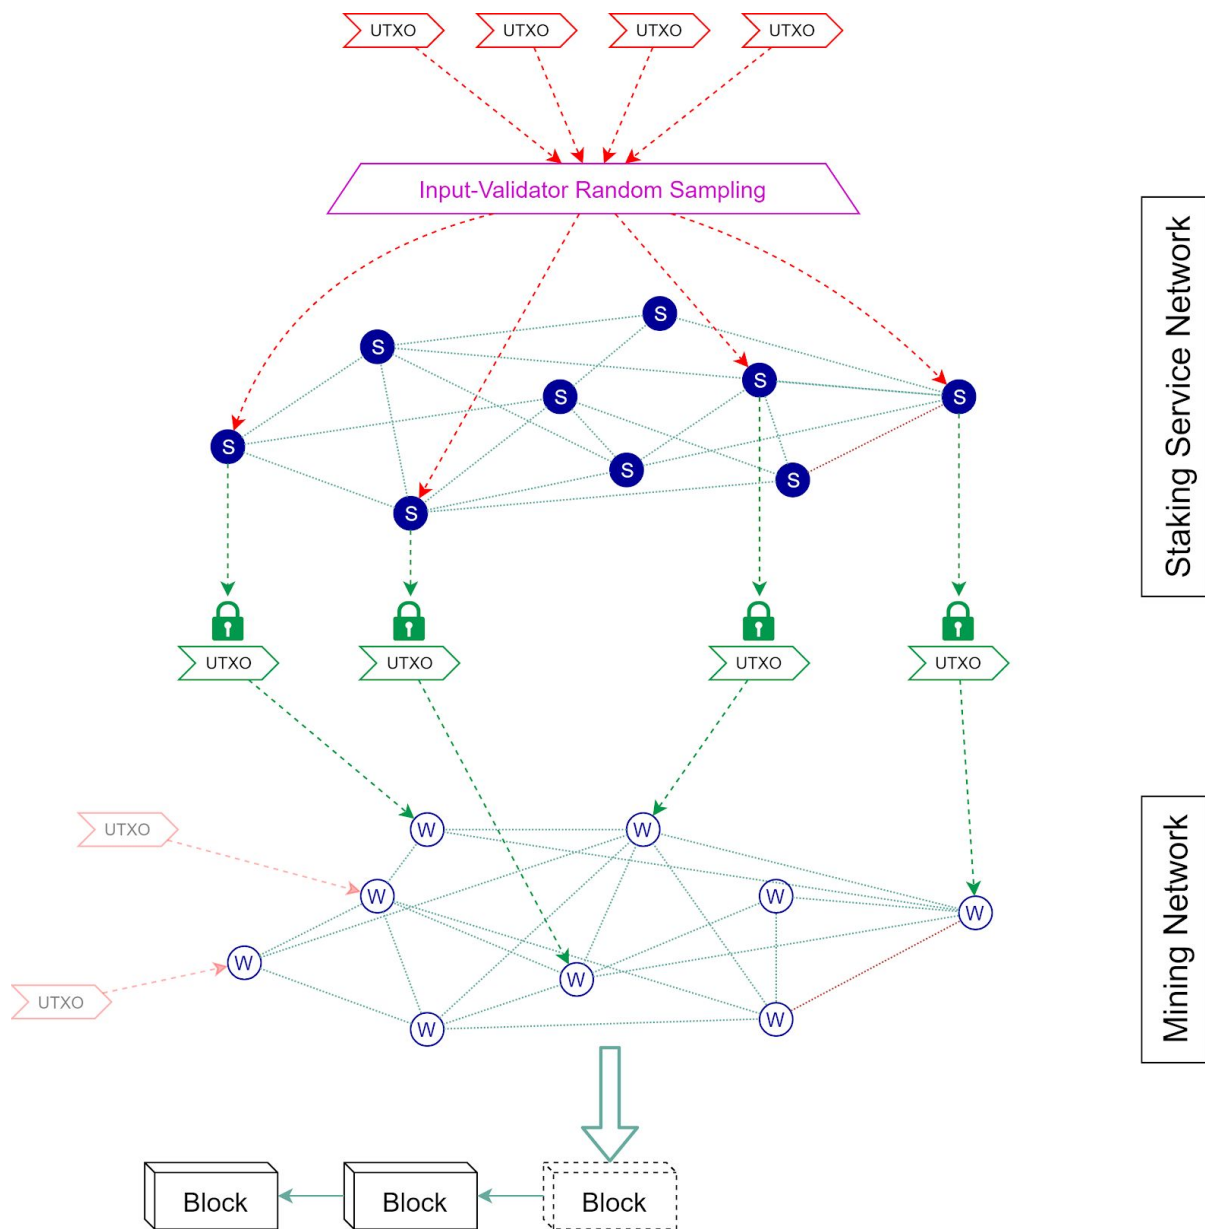 UTXO
UTXO
UTXO
UTXO
Input-Validator Random Sampling
Staking Service Network
S
S
S
S
S
S
S
S
S
UTXO
UTXO
UTXO
UTXO
Mining Network
UTXO
W
W
W
W
W
W
W
UTXO
W
W
Block
Block
Block